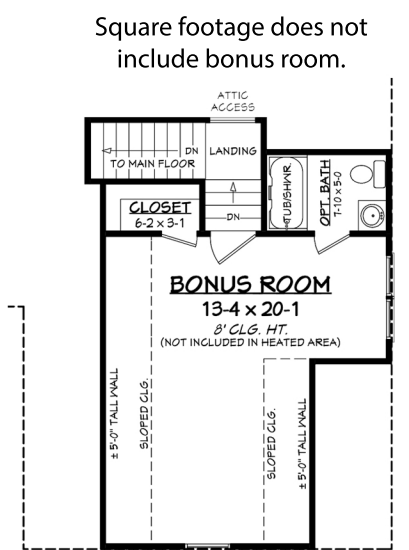 Square footage does not
include bonus room.
ATTIC
ACCESS
DN
LANDING
TO MAIN FLOOR
DN
TUB/SHWR.
OPT. BATH
7-10 x 5-0
CLOSET
6-2 x 3-1
BONUS ROOM
13-4 x 20-1
8' CLG. HT.
(NOT INCLUDED IN HEATED AREA)
± 5'-0" TALL WALL
SLOPED CLG.
SLOPED CLG.
± 5'-0" TALL WALL